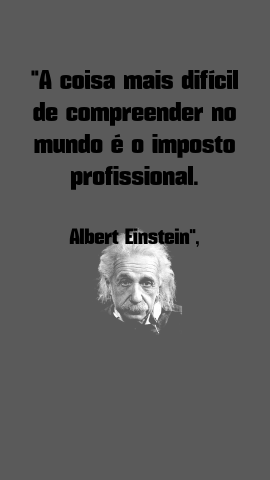 "A coisa mais difícil
de compreender no
mundo é o imposto
profissional.
Albert Einstein",